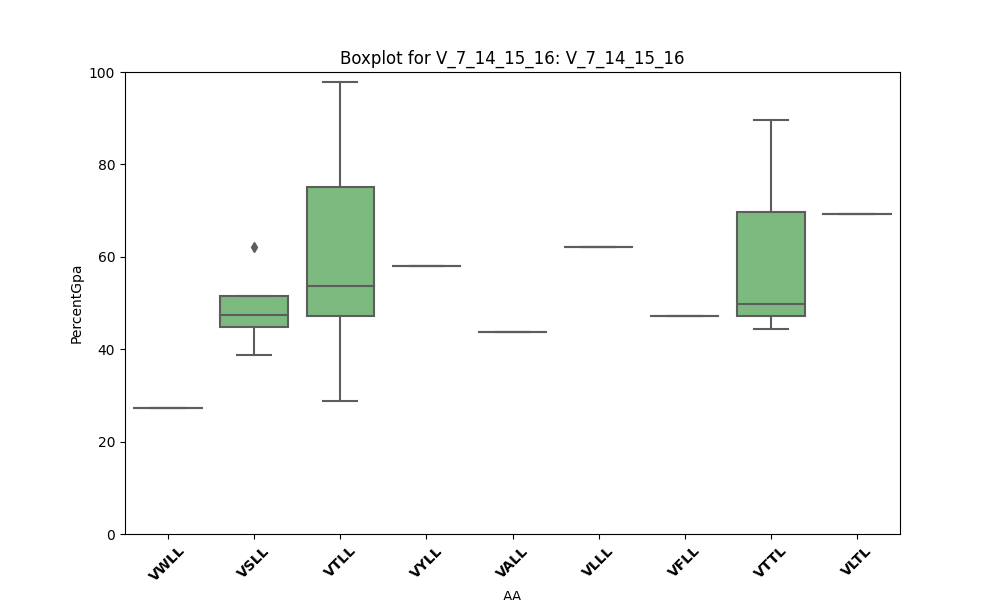 Boxplot for V_7_14_15_16: V_7_14_15_16
100
80
60
40
20
0
PercentGpa
VWLL
VSLL
VTLL
VYLL
VALL
VLLL
VFLL
VTTL
VLTL
AA